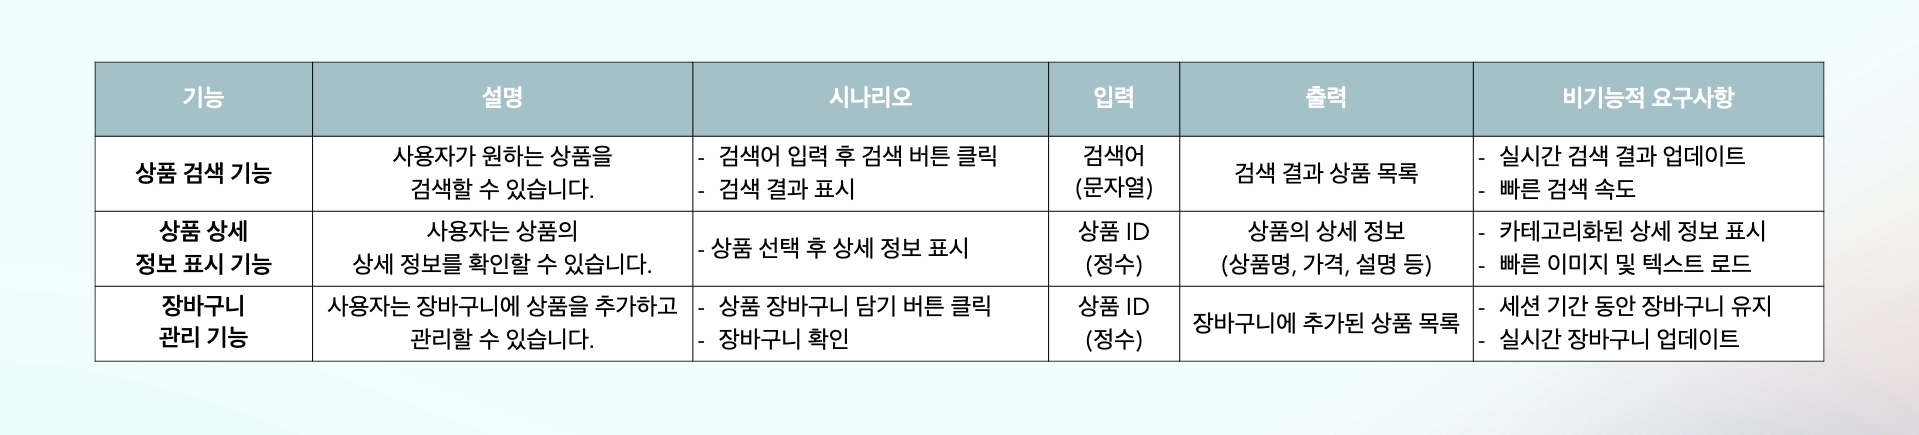 기능
설명
시나리오
입력
출력
비기능적 요구사항
상품 검색 기능
사용자가 원하는 상품을
검색할 수 있습니다.
- 검색어 입력 후 검색 버튼 클릭
- 검색 결과 표시
검색어
(문자열)
검색 결과 상품 목록
- 실시간 검색 결과 업데이트
- 빠른 검색 속도
상품 상세
정보 표시 기능
사용자는 상품의
상세 정보를 확인할 수 있습니다.
- 상품 선택 후 상세 정보 표시
상품 ID
(정수)
상품의 상세 정보
(상품명, 가격, 설명 등)
- 카테고리화된 상세 정보 표시
- 빠른 이미지 및 텍스트 로드
장바구니
관리 기능
사용자는 장바구니에 상품을 추가하고
관리할 수 있습니다.
- 상품 장바구니 담기 버튼 클릭
- 장바구니 확인
상품 ID
(정수)
장바구니에 추가된 상품 목록
- 세션 기간 동안 장바구니 유지
- 실시간 장바구니 업데이트